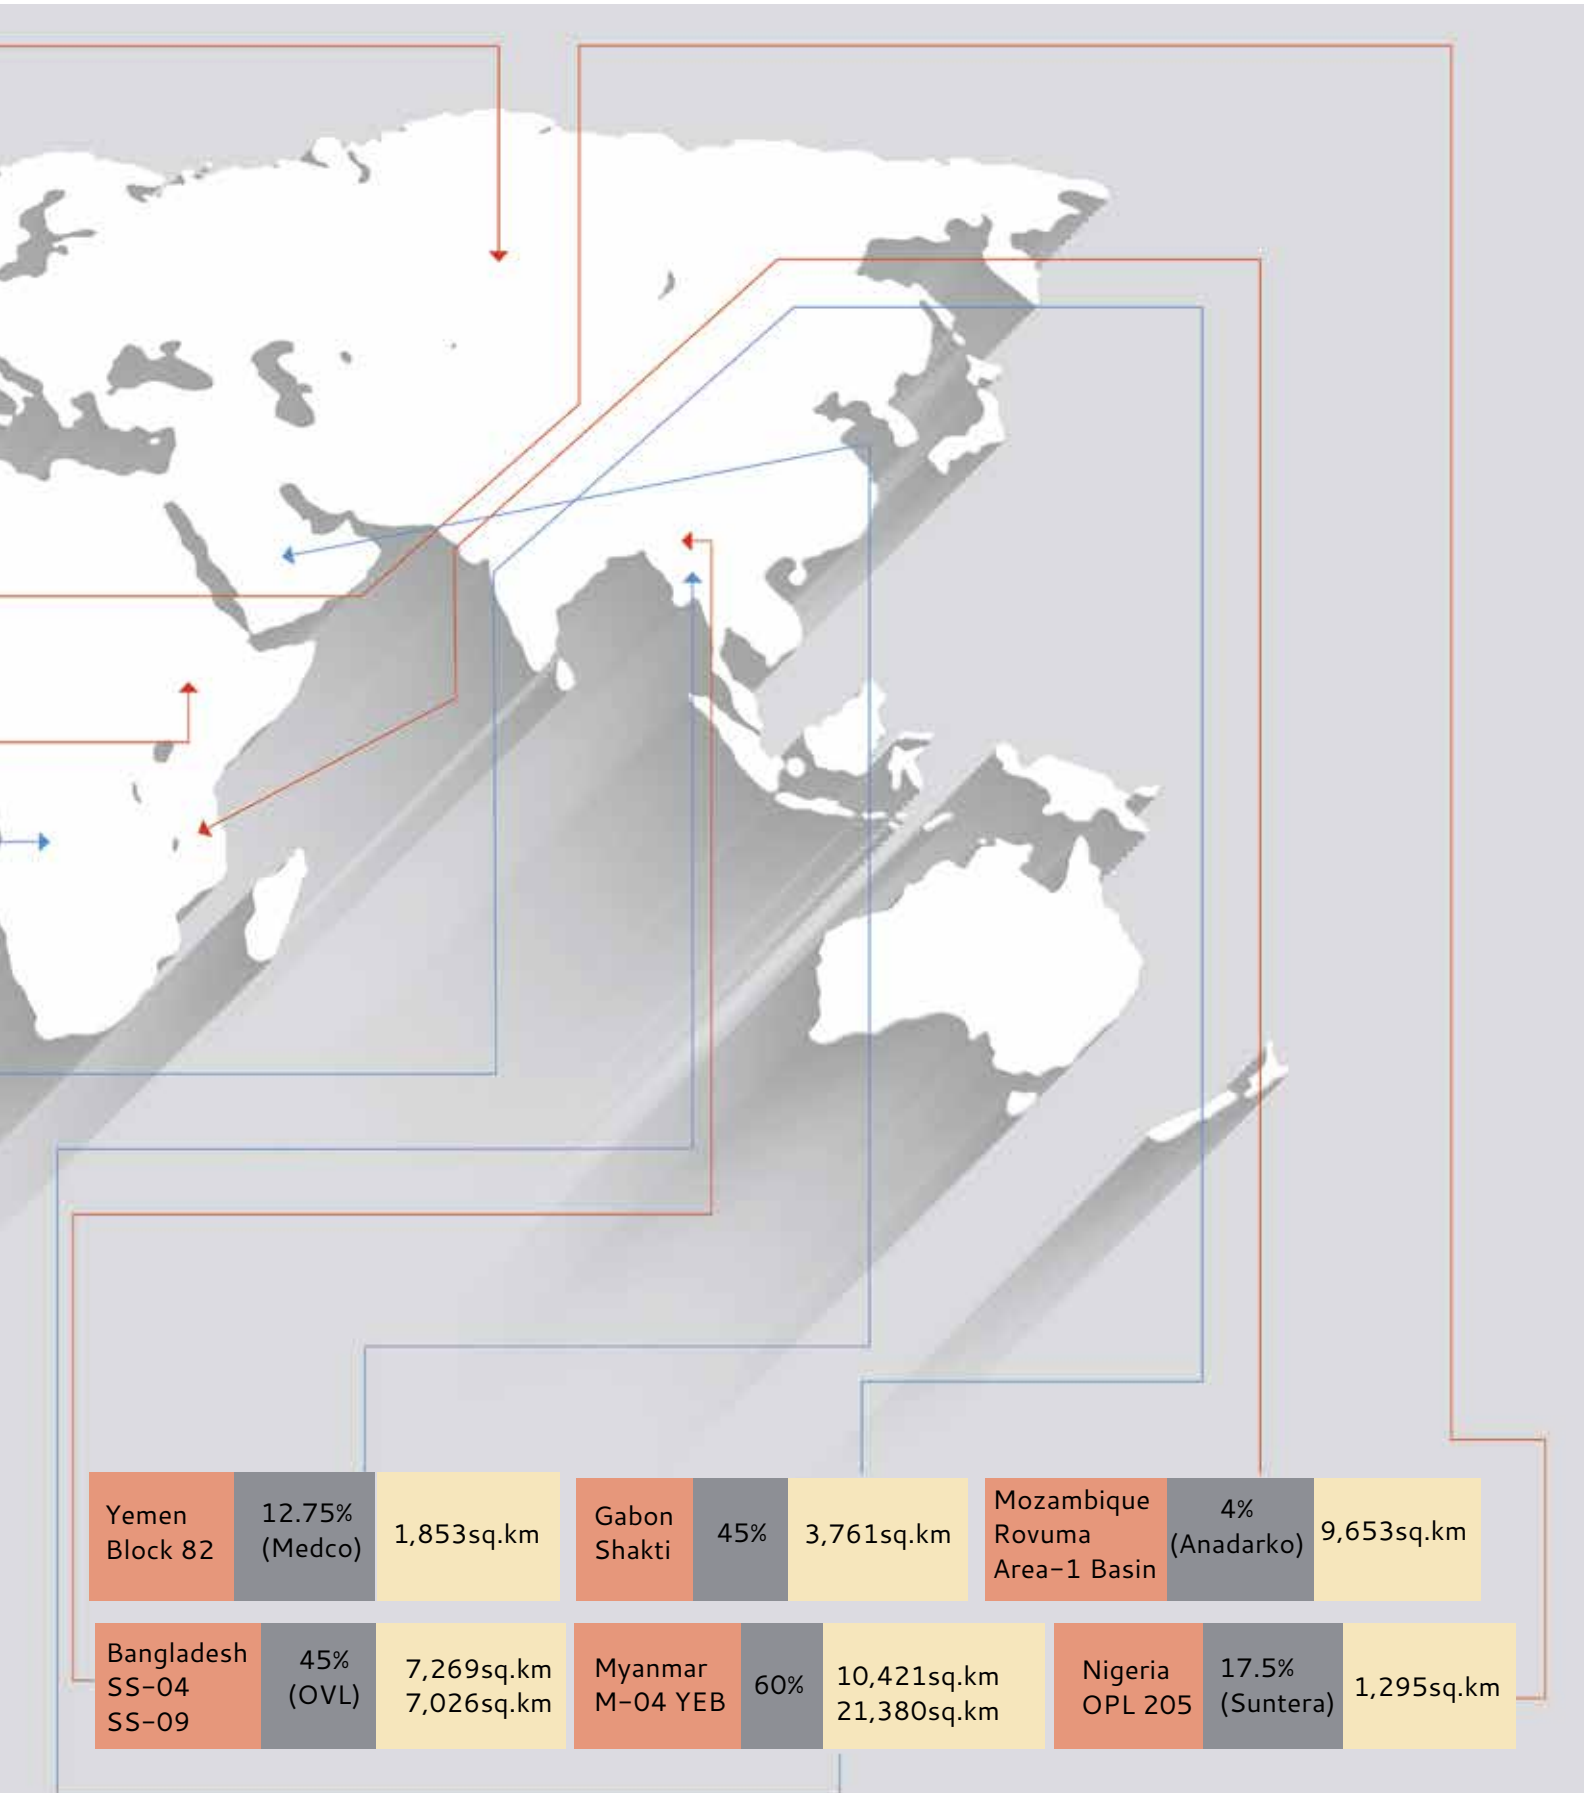 Yemen
Block 82
12.75%
(Medco)
1,853sq.km
Gabon
Shakti
45%
3,761sq.km
Mozambique
Rovuma
Area-1 Basin
4%
(Anadarko)
9,653sq.km
Bangladesh
SS-04
SS-09
45%
(OVL)
7,269sq.km
7,026sq.km
Myanmar
M-04 YEB
60%
10,421sq.km
21,380sq.km
Nigeria
OPL 205
17.5%
(Suntera)
1,295sq.km